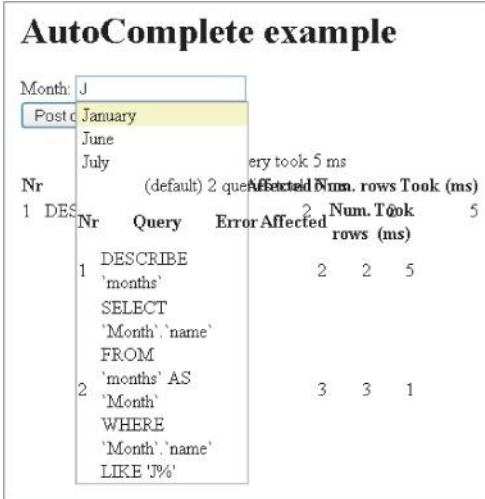 AutoComplete example
Month: J
Post
January
June
July
ery took 5 ms
Nr (default) 2 Affected Num. rows Took (ms)
1 DES 2 5
Nr Query Error Affected Num. rows Took (ms)
1 DESCRIBE `months` 2 2 5
2 SELECT `Month`.`name` FROM `months` AS `Month` WHERE `Month`.`name` LIKE 'J%' 3 3 1